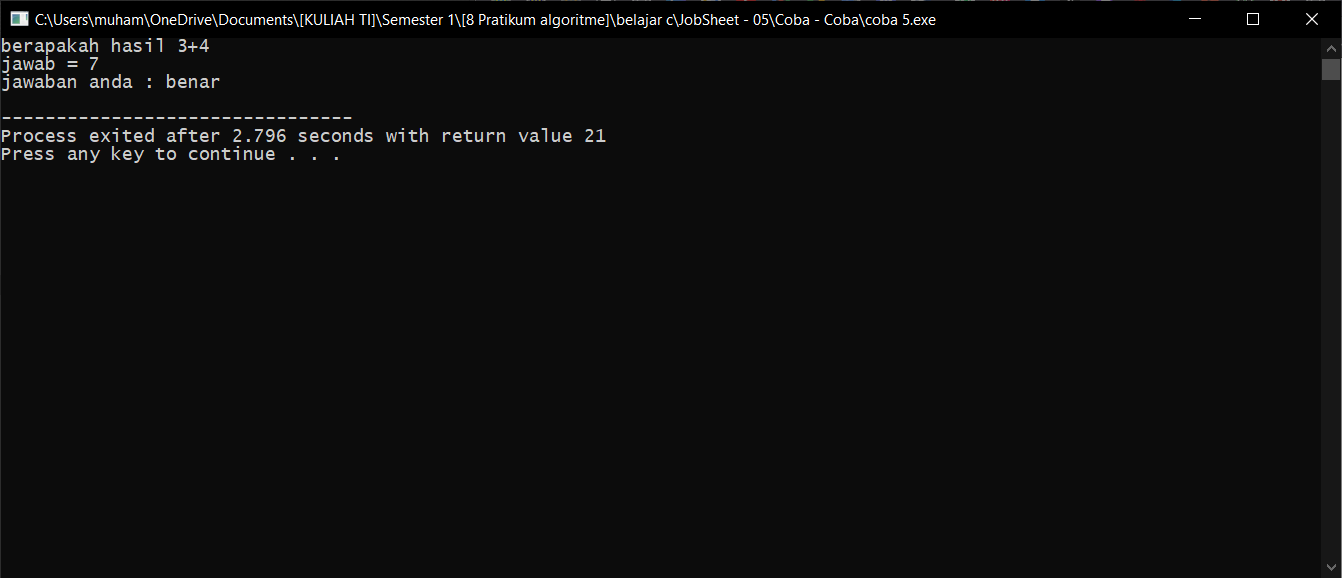 C:\Users\muham\OneDrive\Documents\[KULIAH TI]\Semester 1\[8 Pratikum algoritme]\belajar c\JobSheet - 05\Coba - Coba\coba 5.exe
berapakah hasil 3+4
jawab = 7
jawaban anda : benar
--------------------------------
Process exited after 2.796 seconds with return value 21
Press any key to continue . . .